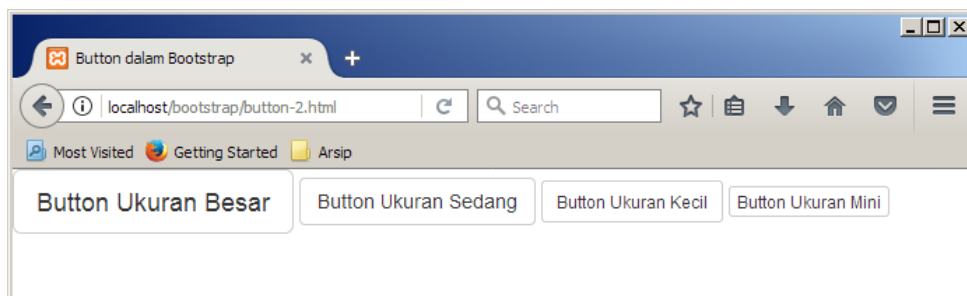 Button dalam Bootstrap
localhost/bootstrap/button-2.html
Search
Most Visited Getting Started Arsip
Button Ukuran Besar Button Ukuran Sedang Button Ukuran Kecil Button Ukuran Mini